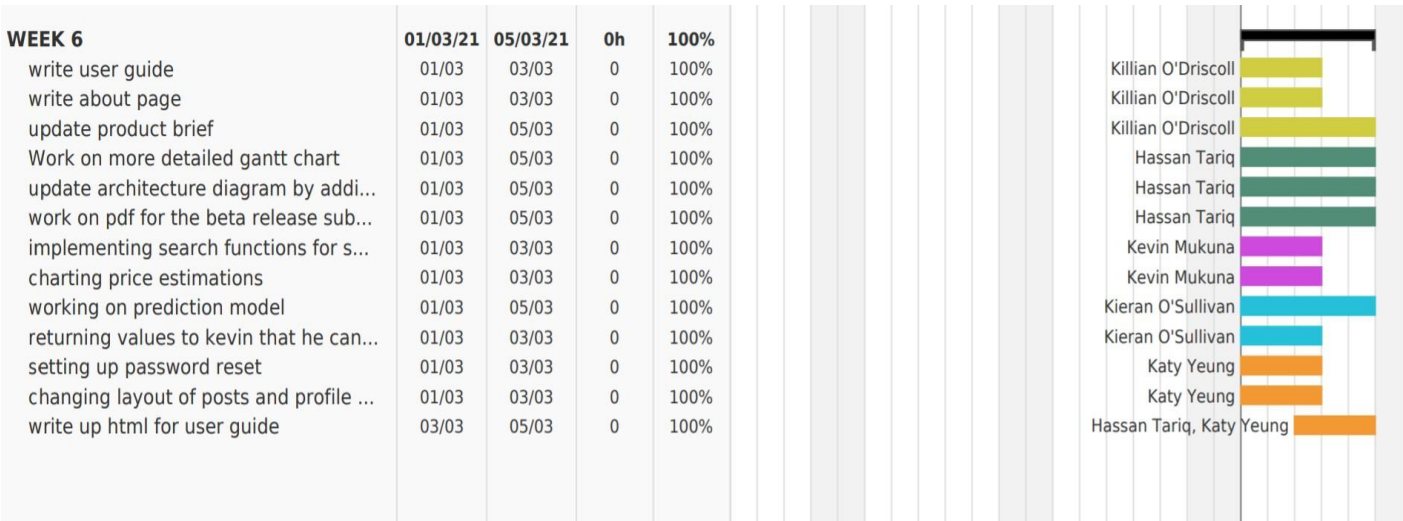 WEEK 6 01/03/21 05/03/21 0h 100%
write user guide 01/03 03/03 0 100% Killian O'Driscoll
write about page 01/03 03/03 0 100% Killian O'Driscoll
update product brief 01/03 05/03 0 100% Killian O'Driscoll
Work on more detailed gantt chart 01/03 05/03 0 100% Hassan Tariq
update architecture diagram by addi... 01/03 05/03 0 100% Hassan Tariq
work on pdf for the beta release sub... 01/03 05/03 0 100% Hassan Tariq
implementing search functions for s... 01/03 03/03 0 100% Kevin Mukuna
charting price estimations 01/03 03/03 0 100% Kevin Mukuna
working on prediction model 01/03 05/03 0 100% Kieran O'Sullivan
returning values to kevin that he can... 01/03 03/03 0 100% Kieran O'Sullivan
setting up password reset 01/03 03/03 0 100% Katy Yeung
changing layout of posts and profile ... 01/03 03/03 0 100% Katy Yeung
write up html for user guide 03/03 05/03 0 100% Hassan Tariq, Katy Yeung